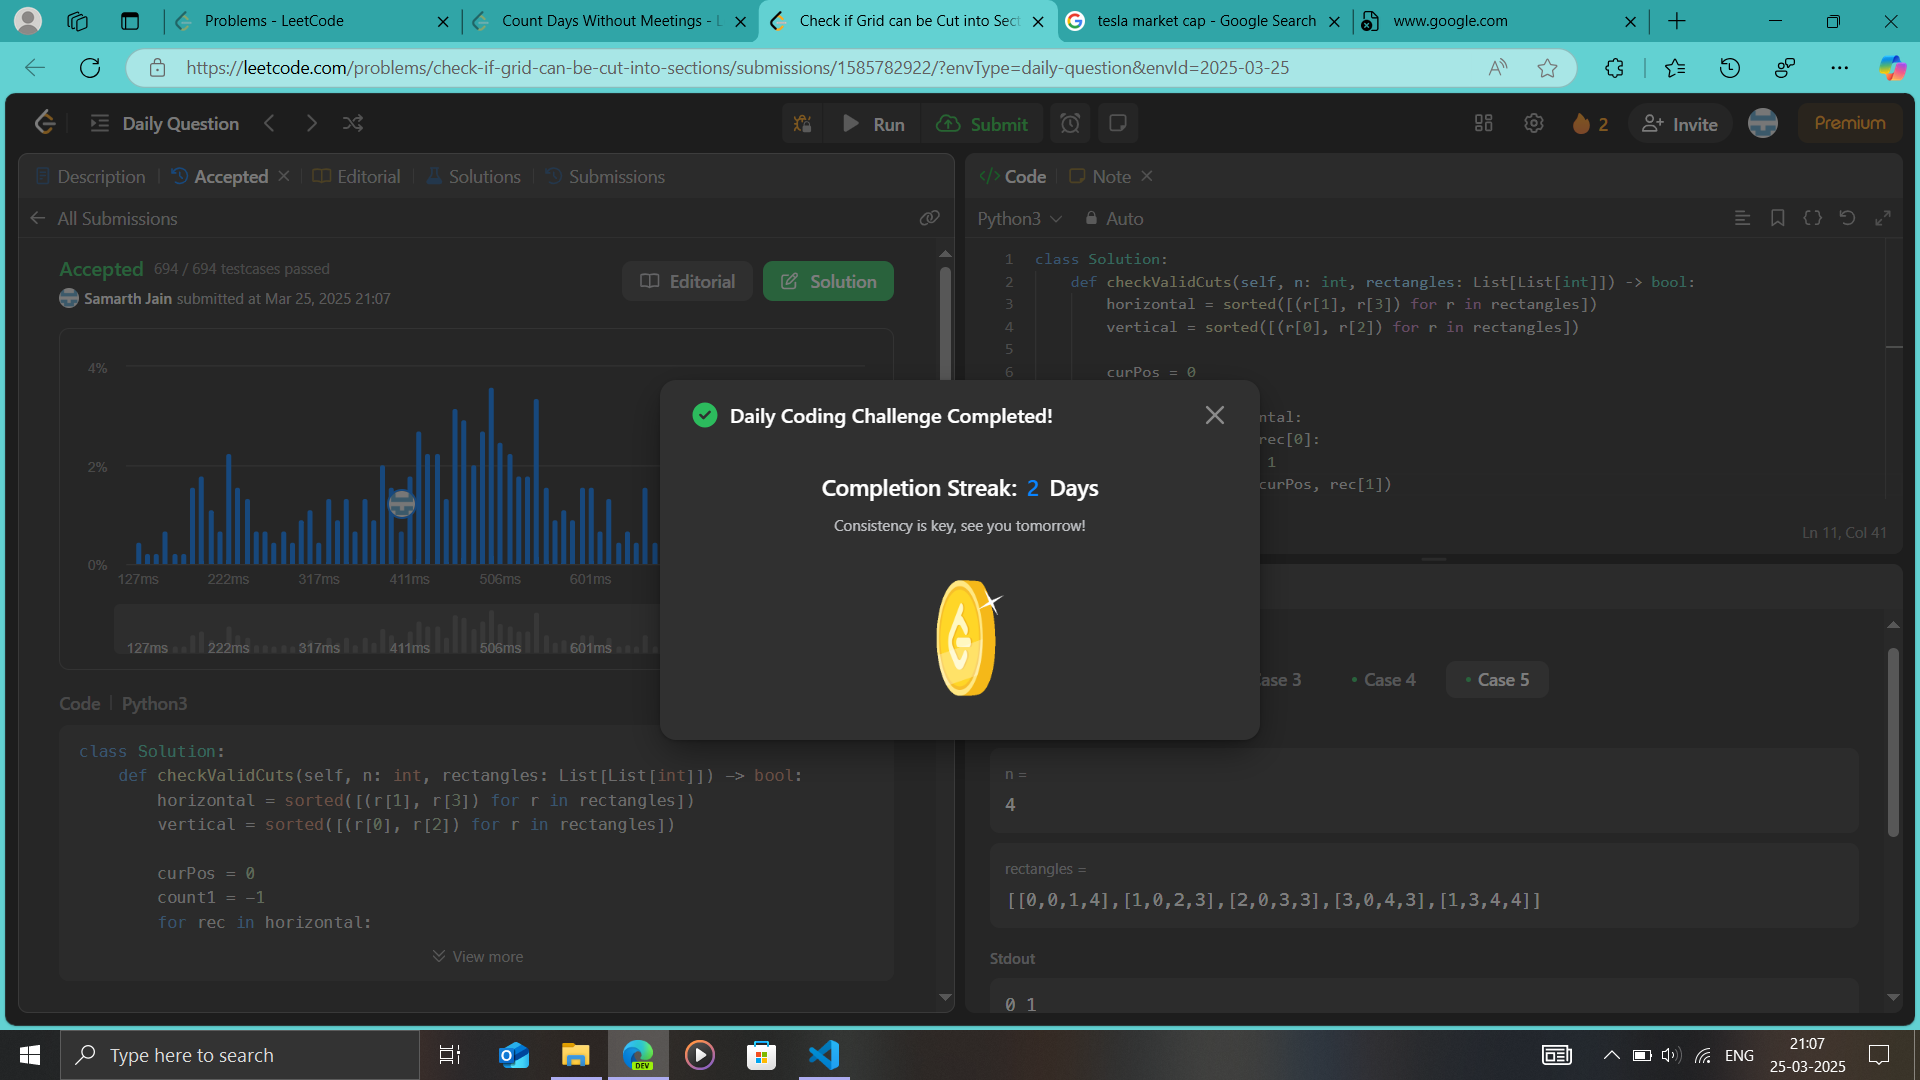 Problems - LeetCode
Count Days Without Meetings - L
Check if Grid can be Cut into Sect
tesla market cap - Google Search
www.google.com
https://leetcode.com/problems/check-if-grid-can-be-cut-into-sections/submissions/1585782922/?envType=daily-question&envId=2025-03-25
Daily Question
Run
Submit
2
Invite
Premium
Description
Accepted
Editorial
Solutions
Submissions
Code
Note
All Submissions
Python3
Auto
Accepted 694 / 694 testcases passed
Samarth Jain submitted at Mar 25, 2025 21:07
Editorial
Solution
4%
2%
0%
127ms 222ms 317ms 411ms 506ms 601ms
127ms 222ms 317ms 411ms 506ms 601ms
Code | Python3
class Solution:
def checkValidCuts(self, n: int, rectangles: List[List[int]]) -> bool:
horizontal = sorted([(r[1], r[3]) for r in rectangles])
vertical = sorted([(r[0], r[2]) for r in rectangles])
curPos = 0
count1 = -1
for rec in horizontal:
View more
1 class Solution:
2 def checkValidCuts(self, n: int, rectangles: List[List[int]]) -> bool:
3 horizontal = sorted([(r[1], r[3]) for r in rectangles])
4 vertical = sorted([(r[0], r[2]) for r in rectangles])
5
6 curPos = 0
ntal:
rec[0]:
1
curPos, rec[1])
Ln 11, Col 41
Daily Coding Challenge Completed!
Completion Streak: 2 Days
Consistency is key, see you tomorrow!
ase 3
Case 4
Case 5
n =
4
rectangles =
[[0,0,1,4],[1,0,2,3],[2,0,3,3],[3,0,4,3],[1,3,4,4]]
Stdout
0 1
Type here to search
DEV
ENG
21:07
25-03-2025